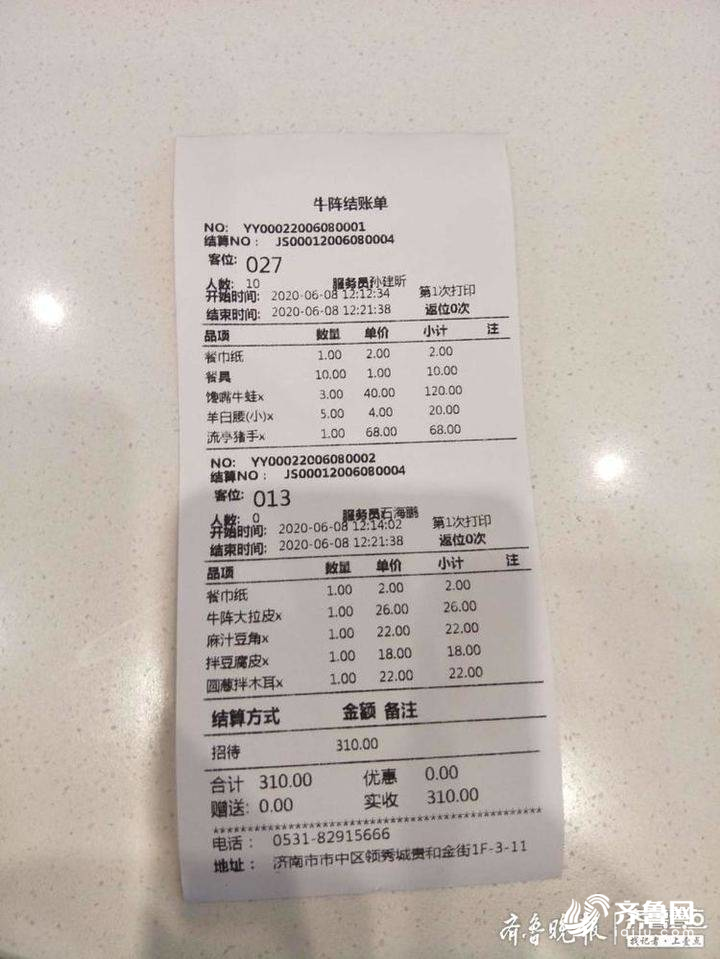 牛阵结账单
NO: YY00022006080001
结算NO： JS00012006080004
客位: 027
人数: 10 服务员孙建昕
开始时间: 2020-06-08 12:12:34 第1次打印
结束时间: 2020-06-08 12:21:38 返位0次
品项 数量 单价 小计 注
餐巾纸 1.00 2.00 2.00
餐具 10.00 1.00 10.00
馋嘴牛蛙x 3.00 40.00 120.00
羊白腰(小)x 5.00 4.00 20.00
流亭猪手x 1.00 68.00 68.00
NO: YY00022006080002
结算NO： JS00012006080004
客位: 013
人数: 0 服务员石海鹏
开始时间: 2020-06-08 12:14:02 第1次打印
结束时间: 2020-06-08 12:21:38 返位0次
品项 数量 单价 小计 注
餐巾纸 1.00 2.00 2.00
牛阵大拉皮x 1.00 26.00 26.00
麻汁豆角x 1.00 22.00 22.00
拌豆腐皮x 1.00 18.00 18.00
圆葱拌木耳x 1.00 22.00 22.00
结算方式 金额 备注
招待 310.00
合计 310.00 优惠 0.00
赠送: 0.00 实收 310.00
****************************************
电话： 0531-82915666
地址： 济南市市中区领秀城贵和金街1F-3-11
齐鲁网
齐鲁晚报
找记者·上壹点